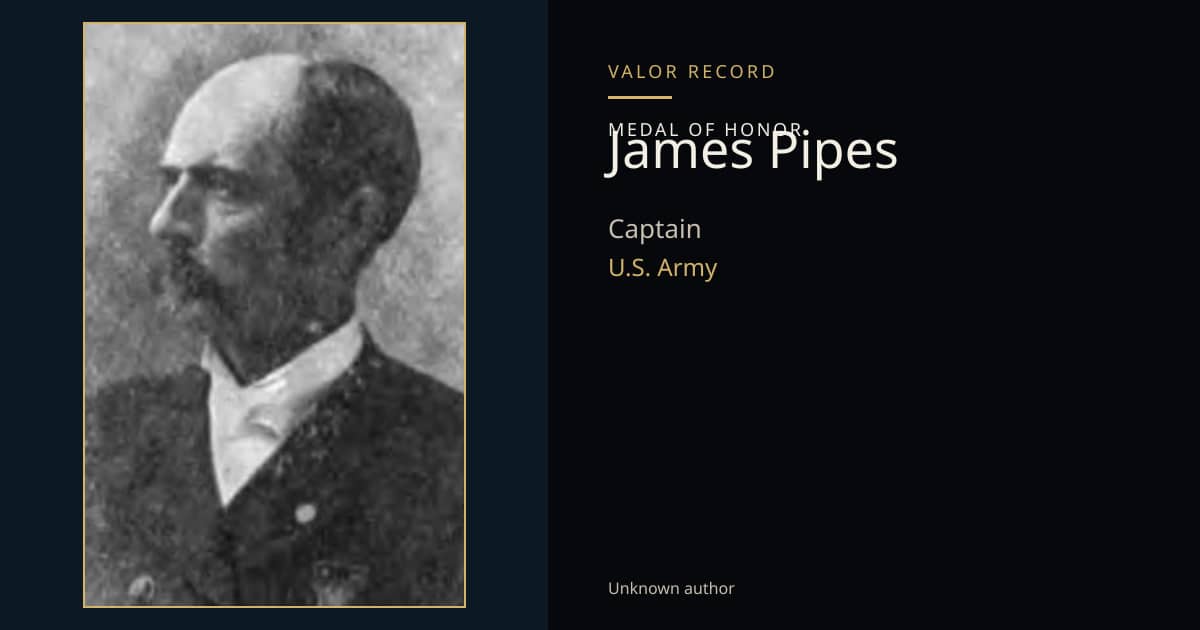 VALOR RECORD
MEDAL OF HONOR
James Pipes
Captain
U.S. Army
Unknown author